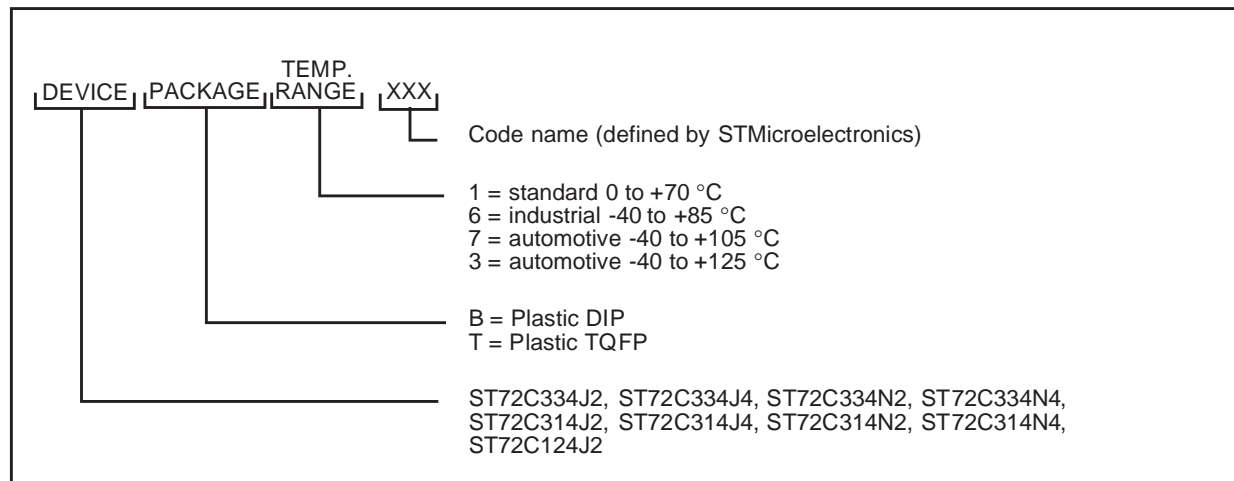 TEMP.
DEVICE PACKAGE RANGE XXX
Code name (defined by STMicroelectronics)
1 = standard 0 to +70 °C
6 = industrial -40 to +85 °C
7 = automotive -40 to +105 °C
3 = automotive -40 to +125 °C
B = Plastic DIP
T = Plastic TQFP
ST72C334J2, ST72C334J4, ST72C334N2, ST72C334N4,
ST72C314J2, ST72C314J4, ST72C314N2, ST72C314N4,
ST72C124J2